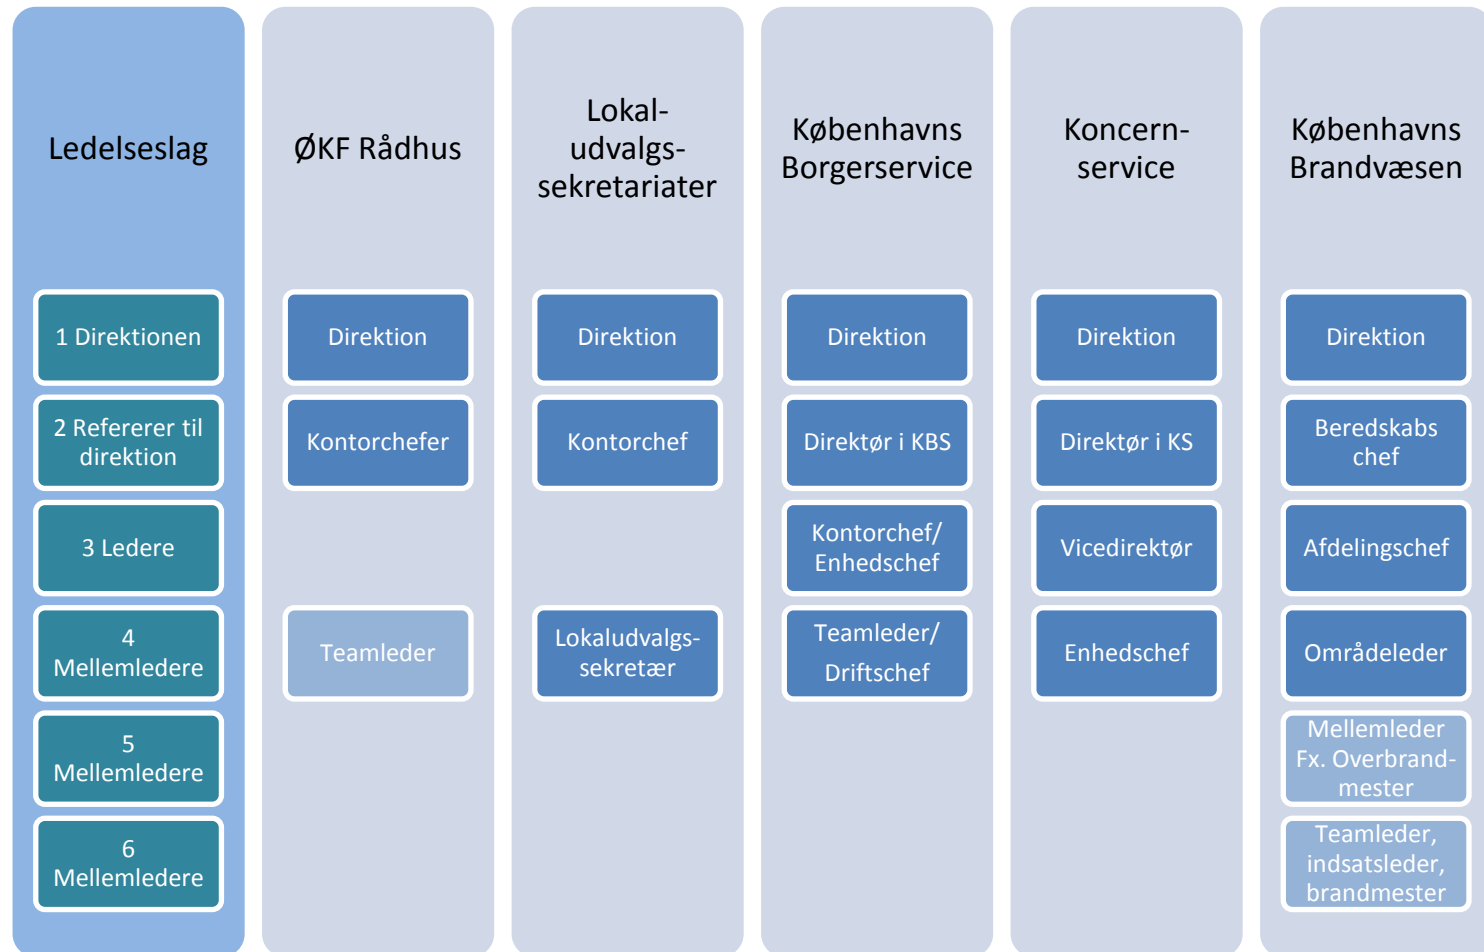 Ledelseslag
1 Direktionen
2 Refererer til
direktion
3 Ledere
4
Mellemledere
5
Mellemledere
6
Mellemledere
ØKF Rådhus
Direktion
Kontorchefer
Teamleder
Lokal-
udvalgs-
sekretariater
Direktion
Kontorchef
Lokaludvalgs-
sekretær
Københavns
Borgerservice
Direktion
Direktør i KBS
Kontorchef/
Enhedschef
Teamleder/
Driftschef
Koncern-
service
Direktion
Direktør i KS
Vicedirektør
Enhedschef
Københavns
Brandvæsen
Direktion
Beredskabs
chef
Afdelingschef
Områdeleder
Mellemleder
Fx. Overbrand-
mester
Teamleder,
indsatsleder,
brandmester